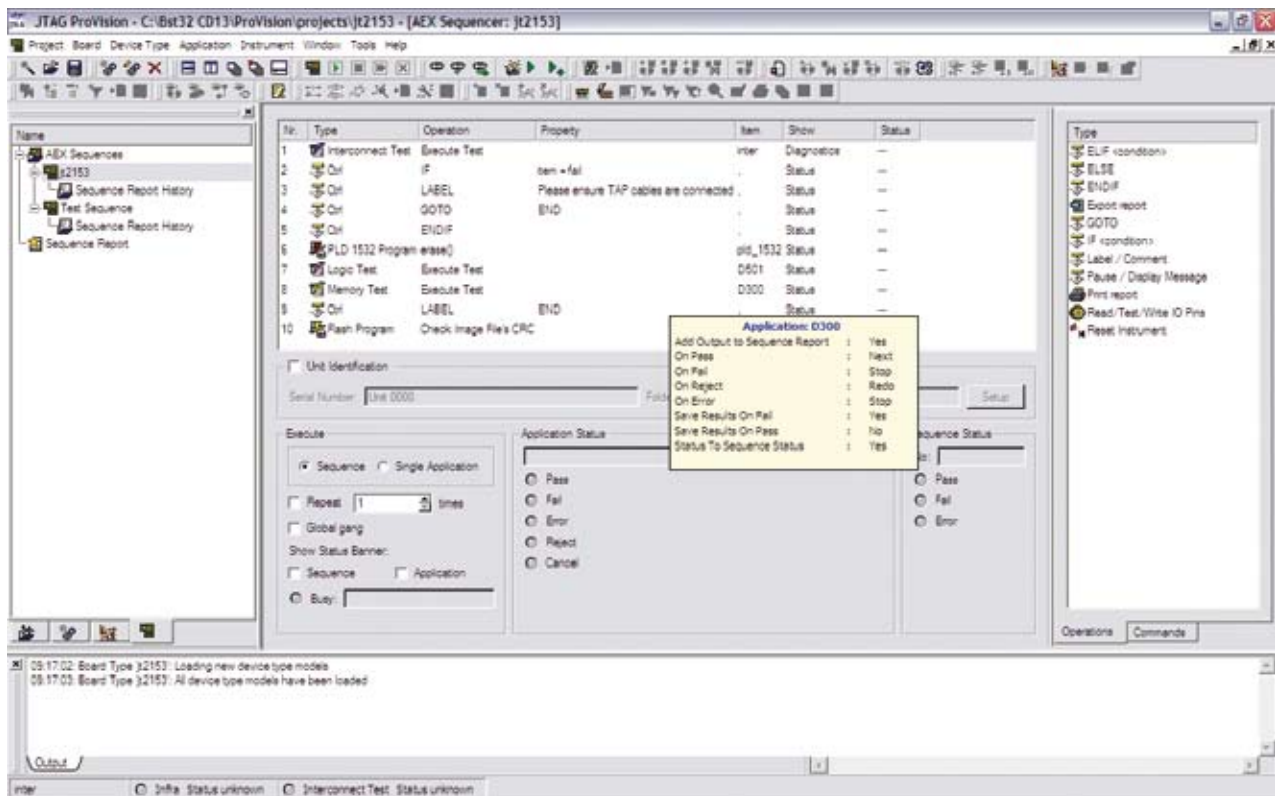 JTAG ProVision - C:\Bst32 CD13\ProVision\projects\jt2153 - [AEX Sequencer: jt2153]
Project Board Device Type Application Instrument Window Tools Help
Name
AEX Sequences
jt2153
Sequence Report History
Test Sequence
Sequence Report History
Sequence Report
Nr. Type Operation Property Item Show Status
1 Interconnect Test Execute Test inter Diagnostics ---
2 Ctrl IF item = fail . Status ---
3 Ctrl LABEL Please ensure TAP cables are connected . Status ---
4 Ctrl GOTO END . Status ---
5 Ctrl ENDIF . Status ---
6 PLD 1532 Program erase() pld_1532 Status ---
7 Logic Test Execute Test D501 Status ---
8 Memory Test Execute Test D300 Status ---
9 Ctrl LABEL END . Status ---
10 Flash Program Check Image File's CRC
Application: D300
Add Output to Sequence Report : Yes
On Pass : Next
On Fail : Stop
On Reject : Redo
On Error : Stop
Save Results On Fail : Yes
Save Results On Pass : No
Status To Sequence Status : Yes
Unit Identification
Serial Number: Unit 0000 Folde Setup
Execute
Sequence Single Application
Repeat 1 times
Global gang
Show Status Banner:
Sequence Application
Busy:
Application Status
Pass
Fail
Error
Reject
Cancel
equence Status
Pass
Fail
Error
Type
ELIF <condition>
ELSE
ENDIF
Export report
GOTO
IF <condition>
Label / Comment
Pause / Display Message
Print report
Read/Test/Write IO Pins
Reset Instrument
Operations Commands
09:17:02: Board Type 'jt2153': Loading new device type models
09:17:03: Board Type 'jt2153': All device type models have been loaded
Output
inter Infra Status unknown Interconnect Test Status unknown